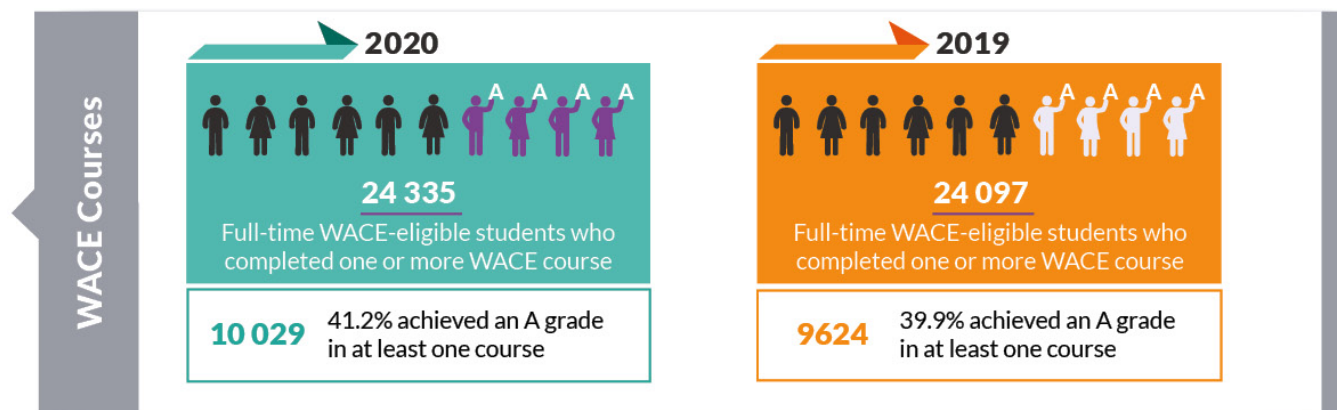 WACE Courses
2020
A A A A
24 335
Full-time WACE-eligible students who
completed one or more WACE course
10 029
41.2% achieved an A grade
in at least one course
2019
A A A A
24 097
Full-time WACE-eligible students who
completed one or more WACE course
9624
39.9% achieved an A grade
in at least one course